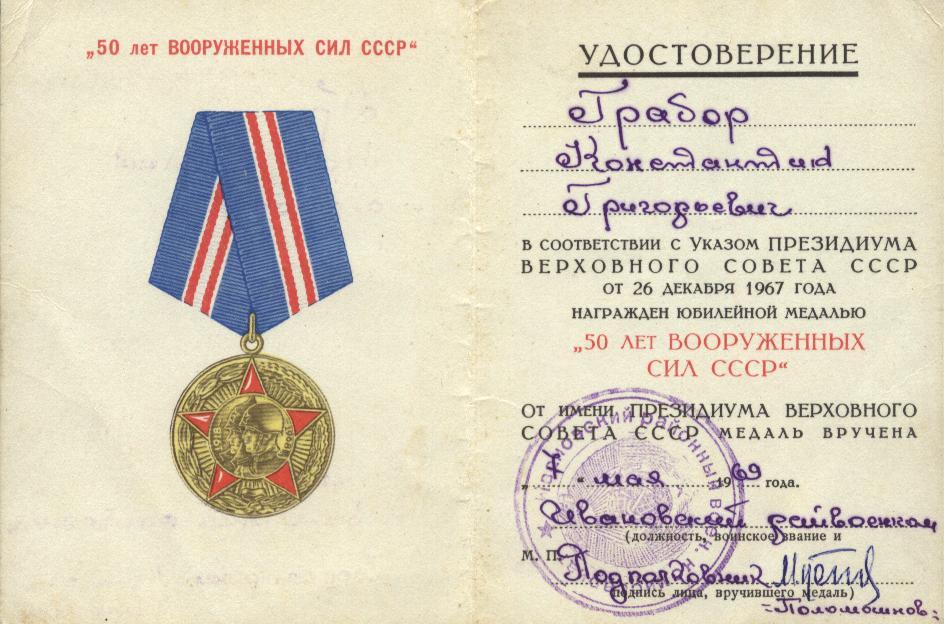 „50 лет ВООРУЖЕННЫХ СИЛ СССР“
УДОСТОВЕРЕНИЕ
Грабор
Константин
Григорьевич
В СООТВЕТСТВИИ С УКАЗОМ ПРЕЗИДИУМА
ВЕРХОВНОГО СОВЕТА СССР
ОТ 26 ДЕКАБРЯ 1967 ГОДА
НАГРАЖДЕН ЮБИЛЕЙНОЙ МЕДАЛЬЮ
„50 ЛЕТ ВООРУЖЕННЫХ
СИЛ СССР“
ОТ ИМЕНИ ПРЕЗИДИУМА ВЕРХОВНОГО
СОВЕТА СССР МЕДАЛЬ ВРУЧЕНА
„ “ мая 1969 года.
Ивановский райвоенком
(должность, воинское звание и
М. П. Подполковник
подпись лица, вручившего медаль)
районный воен.